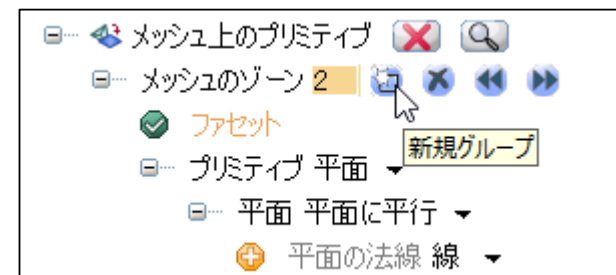 メッシュ上のプリミティブ
メッシュのゾーン 2
ファセット
新規グループ
プリミティブ 平面
平面 平面に平行
平面の法線 線